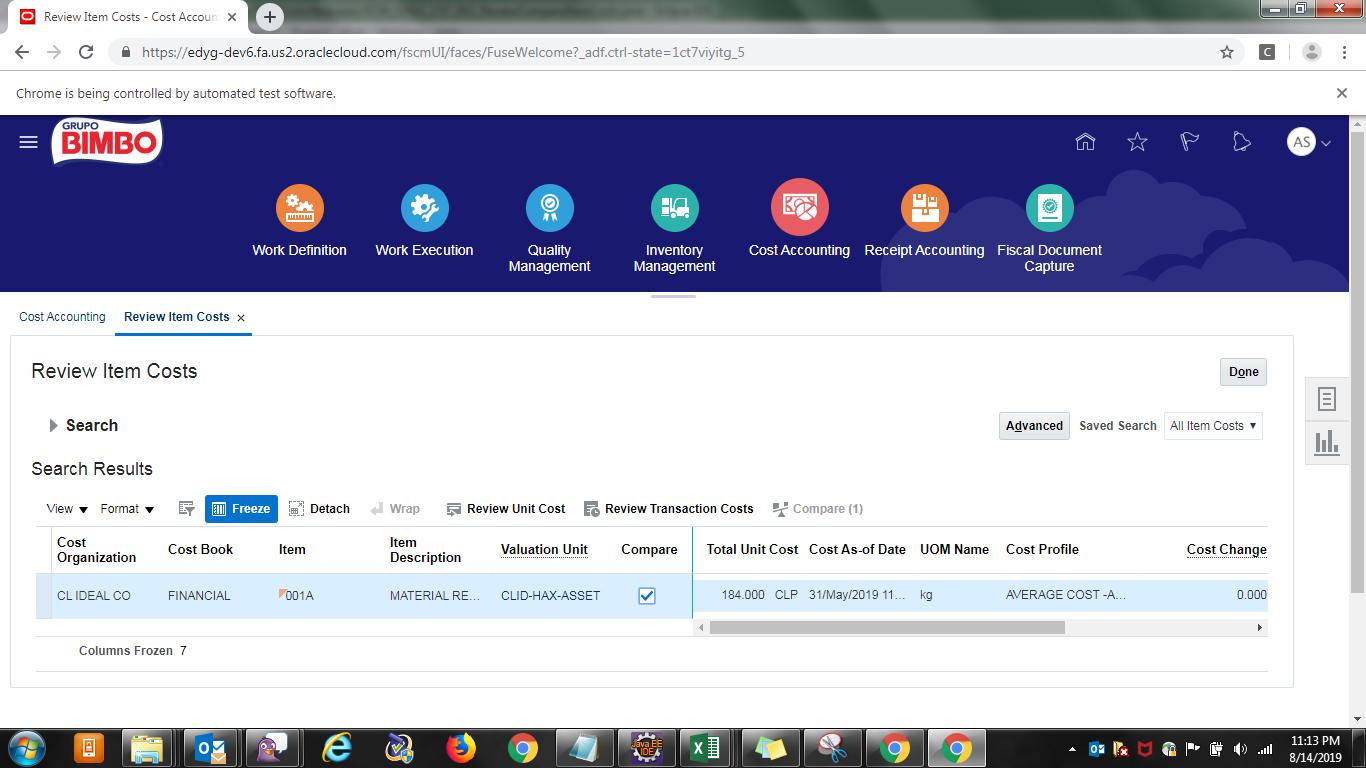 Review Item Costs - Cost Accoun
https://edyg-dev6.fa.us2.oraclecloud.com/fscmUI/faces/FuseWelcome?_adf.ctrl-state=1ct7viyitg_5
C
Chrome is being controlled by automated test software.
GRUPO
BIMBO
AS
Work Definition
Work Execution
Quality
Management
Inventory
Management
Cost Accounting
Receipt Accounting
Fiscal Document
Capture
Cost Accounting
Review Item Costs
Review Item Costs
Done
Search
Advanced
Saved Search
All Item Costs
Search Results
View
Format
Freeze
Detach
Wrap
Review Unit Cost
Review Transaction Costs
Compare (1)
Cost
Organization
Cost Book
Item
Item
Description
Valuation Unit
Compare
Total Unit Cost
Cost As-of Date
UOM Name
Cost Profile
Cost Change
CL IDEAL CO
FINANCIAL
001A
MATERIAL RE...
CLID-HAX-ASSET
184.000 CLP
31/May/2019 11...
kg
AVERAGE COST -A...
0.000
Columns Frozen 7
Java EE
IDE
11:13 PM
8/14/2019